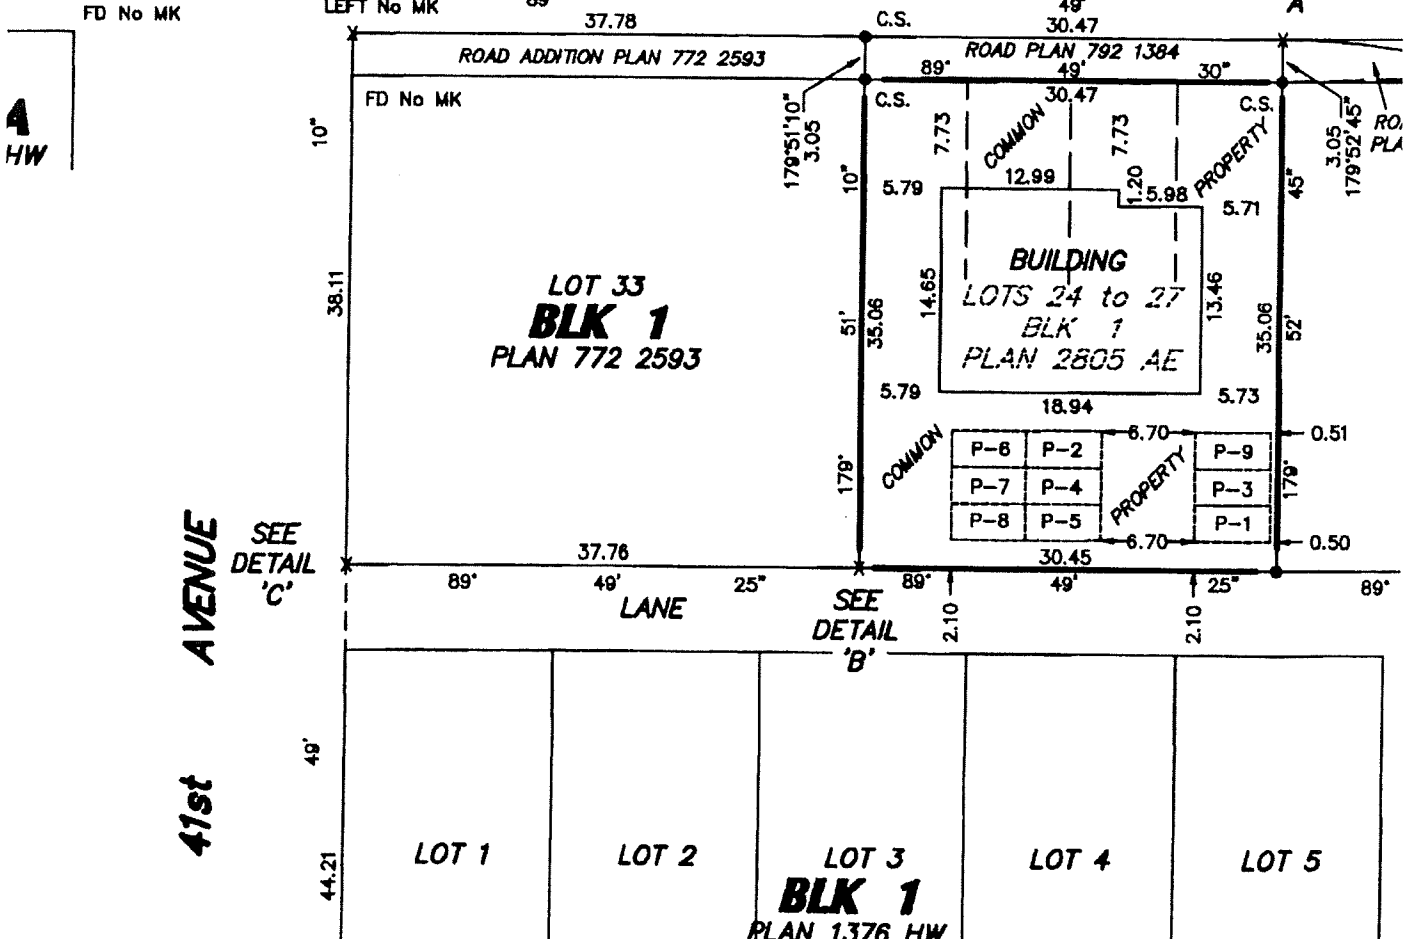 FD No MK
LEFT No MK
89
37.78
C.S.
49'
30.47
A
ROAD ADDITION PLAN 772 2593
ROAD PLAN 792 1384
89'
49'
30"
FD No MK
C.S.
30.47
C.S.
A
HW
10"
179°51'10"
3.05
10"
7.73
COMMON
7.73
PROPERTY
45"
3.05
179°52'45"
5.79
12.99
1.20
5.98
5.71
38.11
LOT 33
BLK 1
PLAN 772 2593
51'
35.06
14.65
BUILDING
LOTS 24 to 27
BLK 1
PLAN 2805 AE
13.46
35.06
52'
5.79
18.94
5.73
179°
COMMON
P-6
P-2
6.70
P-9
0.51
P-7
P-4
PROPERTY
P-3
179°
P-8
P-5
6.70
P-1
0.50
41st AVENUE
SEE
DETAIL
'C'
37.76
30.45
89°
49'
25"
89°
49'
25"
89°
LANE
SEE
DETAIL
'B'
2.10
2.10
49'
44.21
LOT 1
LOT 2
LOT 3
LOT 4
LOT 5
BLK 1
PLAN 1376 HW